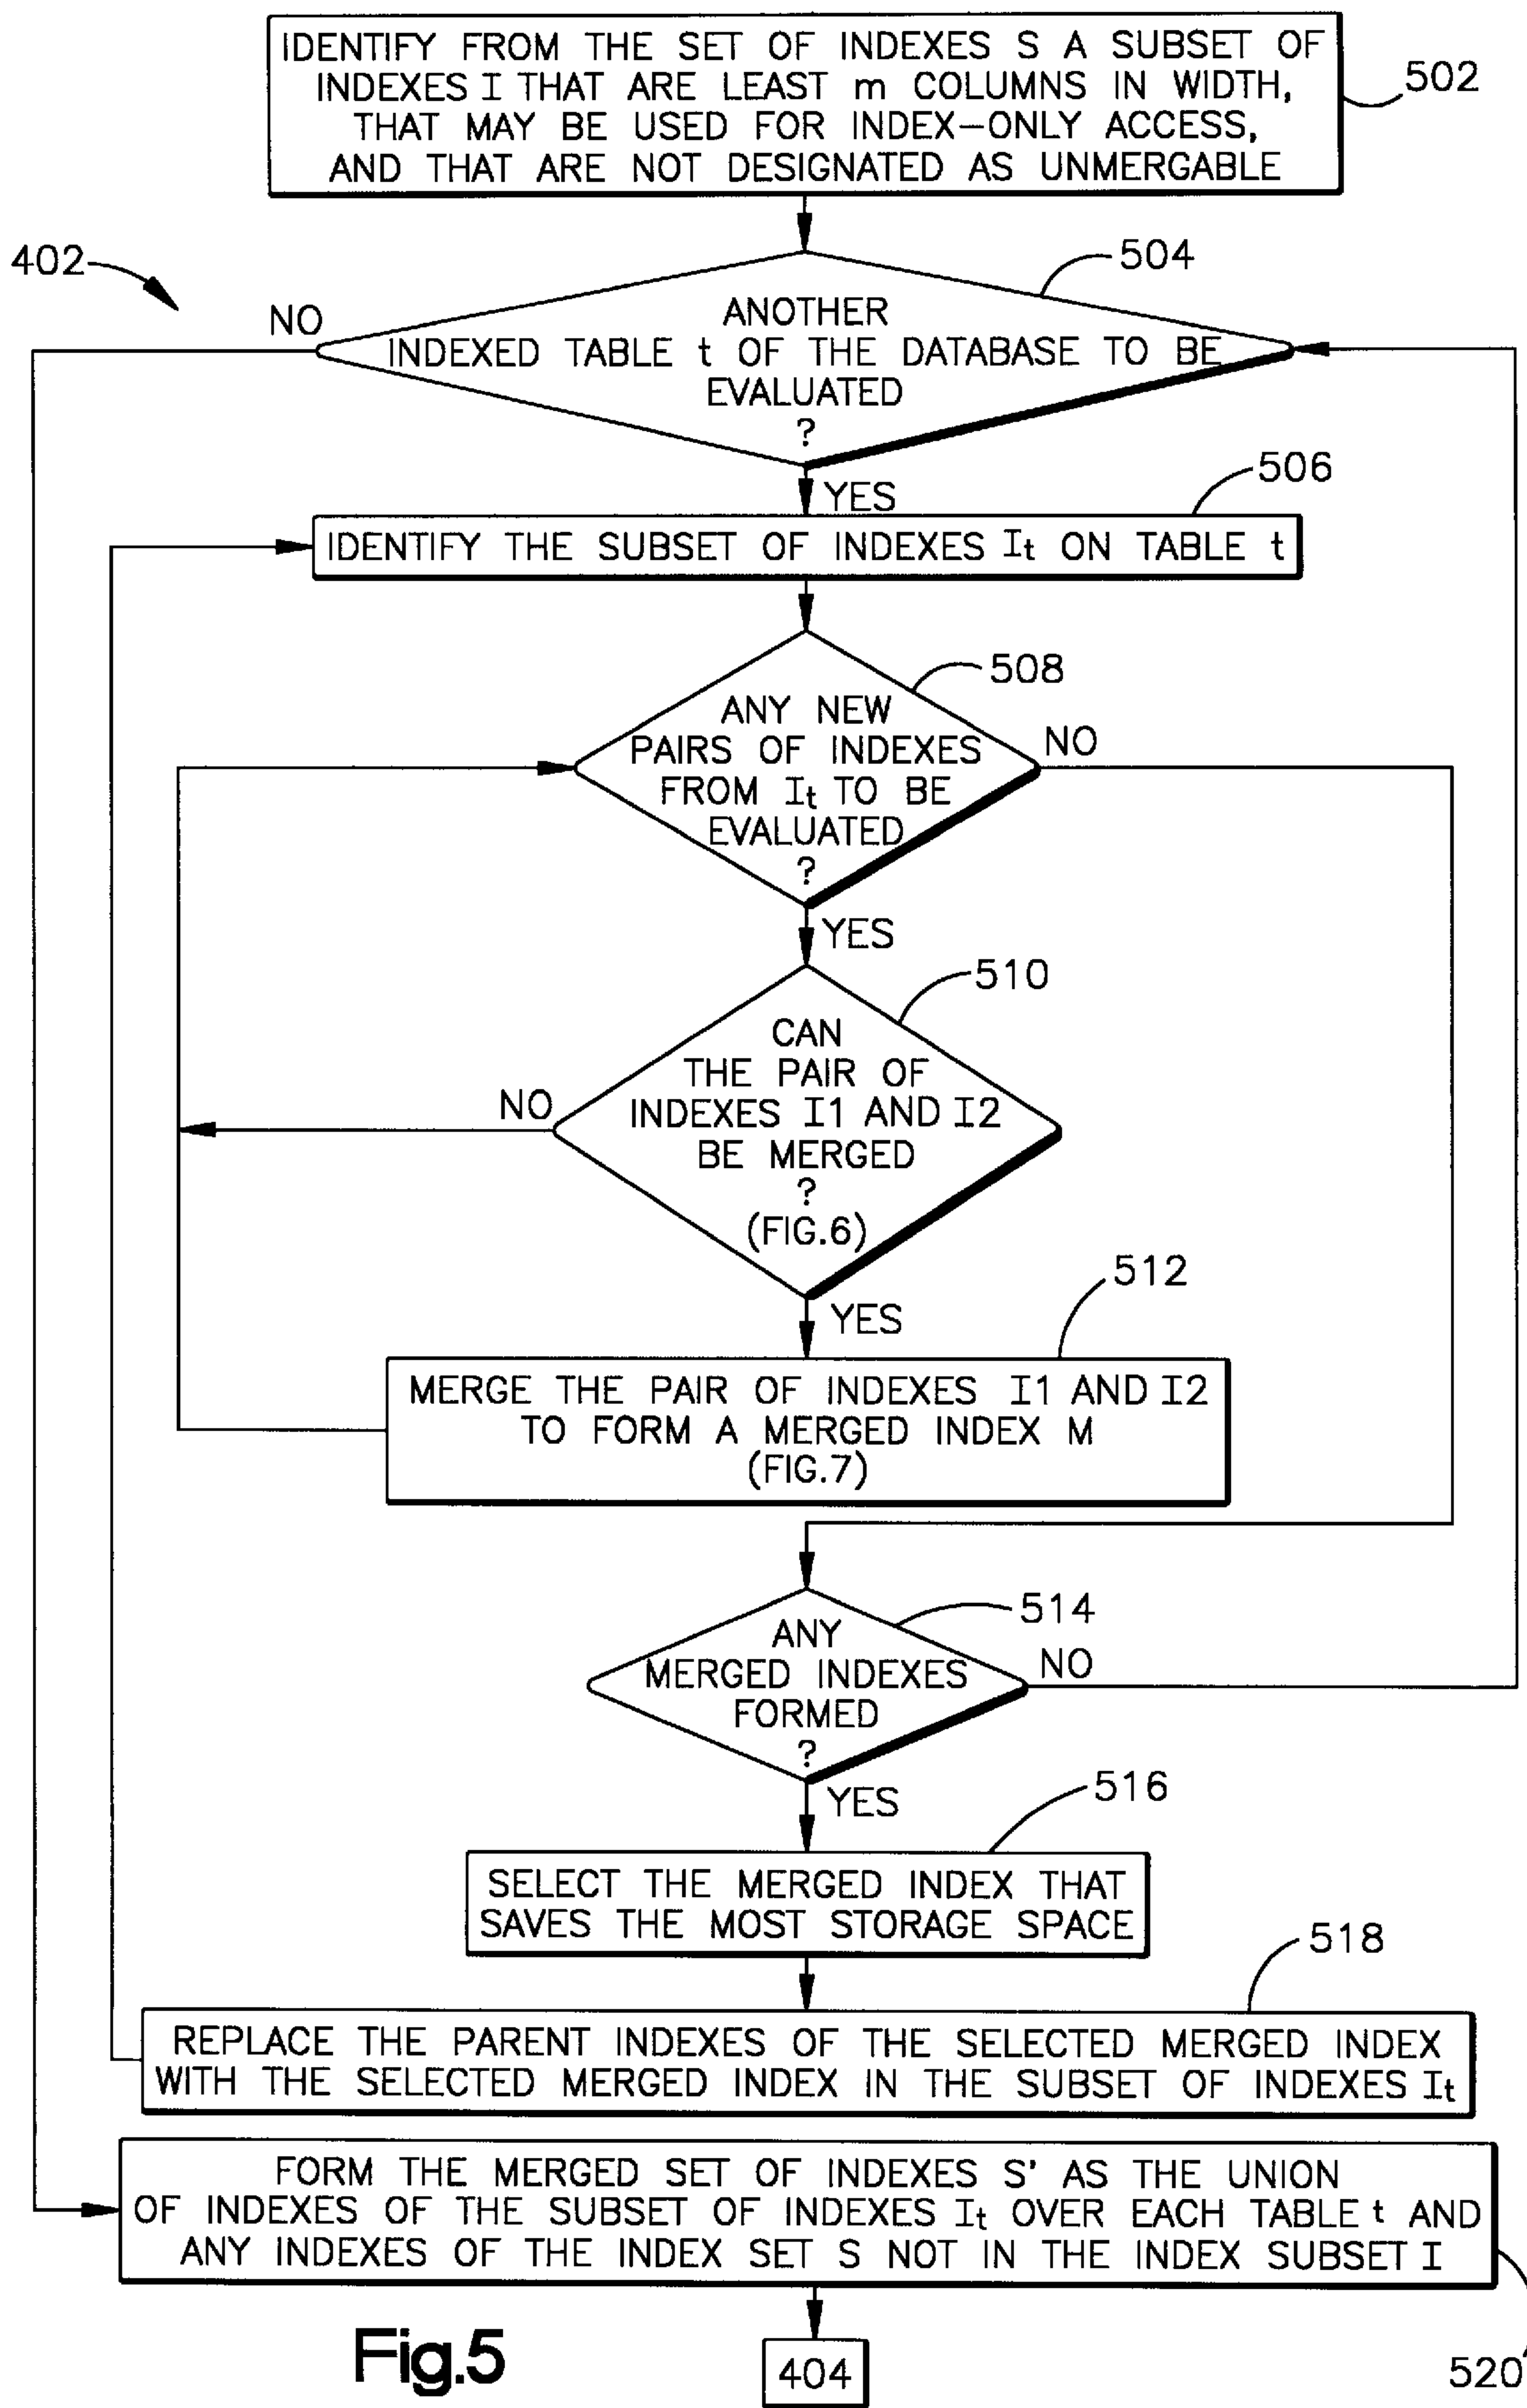 IDENTIFY FROM THE SET OF INDEXES S A SUBSET OF
INDEXES I THAT ARE LEAST m COLUMNS IN WIDTH,
THAT MAY BE USED FOR INDEX-ONLY ACCESS,
AND THAT ARE NOT DESIGNATED AS UNMERGABLE
502
402
504
NO
ANOTHER
INDEXED TABLE t OF THE DATABASE TO BE
EVALUATED
?
YES
506
IDENTIFY THE SUBSET OF INDEXES It ON TABLE t
508
ANY NEW
PAIRS OF INDEXES
FROM It TO BE
EVALUATED
?
NO
YES
510
CAN
THE PAIR OF
INDEXES I1 AND I2
BE MERGED
?
(FIG.6)
NO
YES
512
MERGE THE PAIR OF INDEXES I1 AND I2
TO FORM A MERGED INDEX M
(FIG.7)
514
ANY
MERGED INDEXES
FORMED
?
NO
YES
516
SELECT THE MERGED INDEX THAT
SAVES THE MOST STORAGE SPACE
518
REPLACE THE PARENT INDEXES OF THE SELECTED MERGED INDEX
WITH THE SELECTED MERGED INDEX IN THE SUBSET OF INDEXES It
FORM THE MERGED SET OF INDEXES S' AS THE UNION
OF INDEXES OF THE SUBSET OF INDEXES It OVER EACH TABLE t AND
ANY INDEXES OF THE INDEX SET S NOT IN THE INDEX SUBSET I
520
404
Fig.5